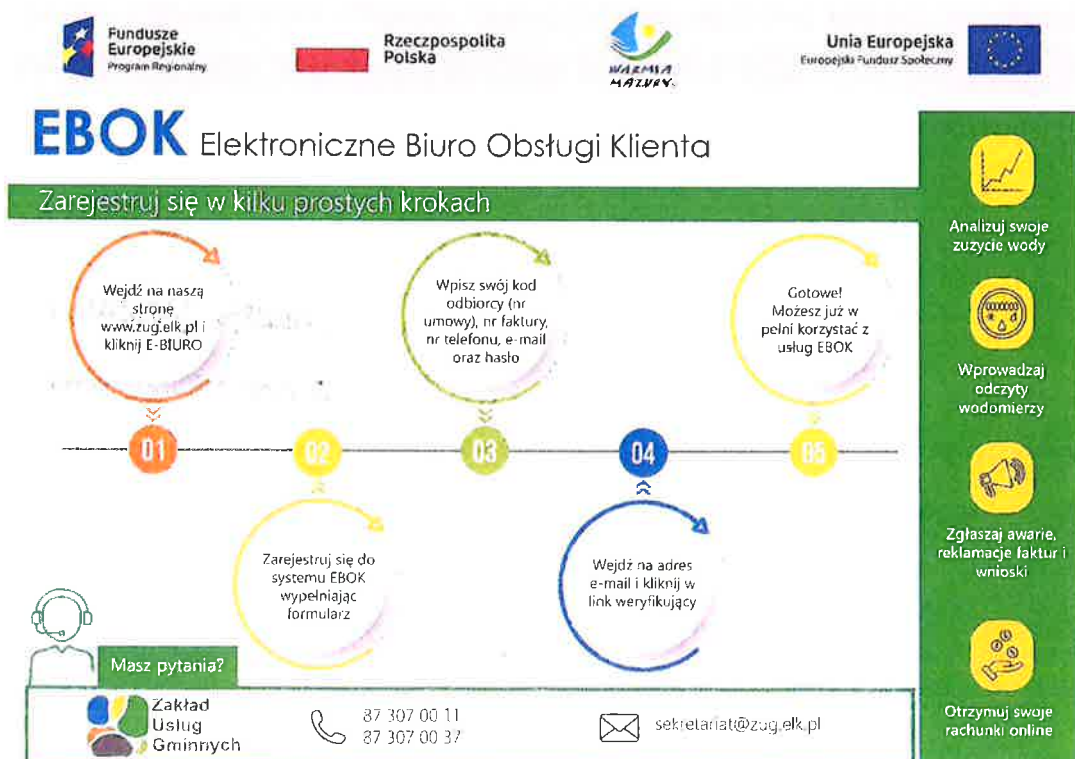 Fundusze
Europejskie
Program Regionalny
Rzeczpospolita
Polska
WARMIA
MAZURY
Unia Europejska
Europejski Fundusz Społeczny
EBOK Elektroniczne Biuro Obsługi Klienta
Zarejestruj się w kilku prostych krokach
Wejdź na naszą
stronę
www.zug.elk.pl i
kliknij E-BIURO
01
Zarejestruj się do
systemu EBOK
wypełniając
formularz
02
Wpisz swój kod
odbiorcy (nr
umowy), nr faktury,
nr telefonu, e-mail
oraz hasło
03
Wejdź na adres
e-mail i kliknij w
link weryfikujący
04
Gotowe!
Możesz już w
pełni korzystać z
usług EBOK
05
Analizuj swoje
zużycie wody
Wprowadzaj
odczyty
wodomierzy
Zgłaszaj awarie,
reklamacje faktur i
wnioski
Otrzymuj swoje
rachunki online
Masz pytania?
Zakład
Usług
Gminnych
87 307 00 11
87 307 00 37
sekretariat@zug.elk.pl